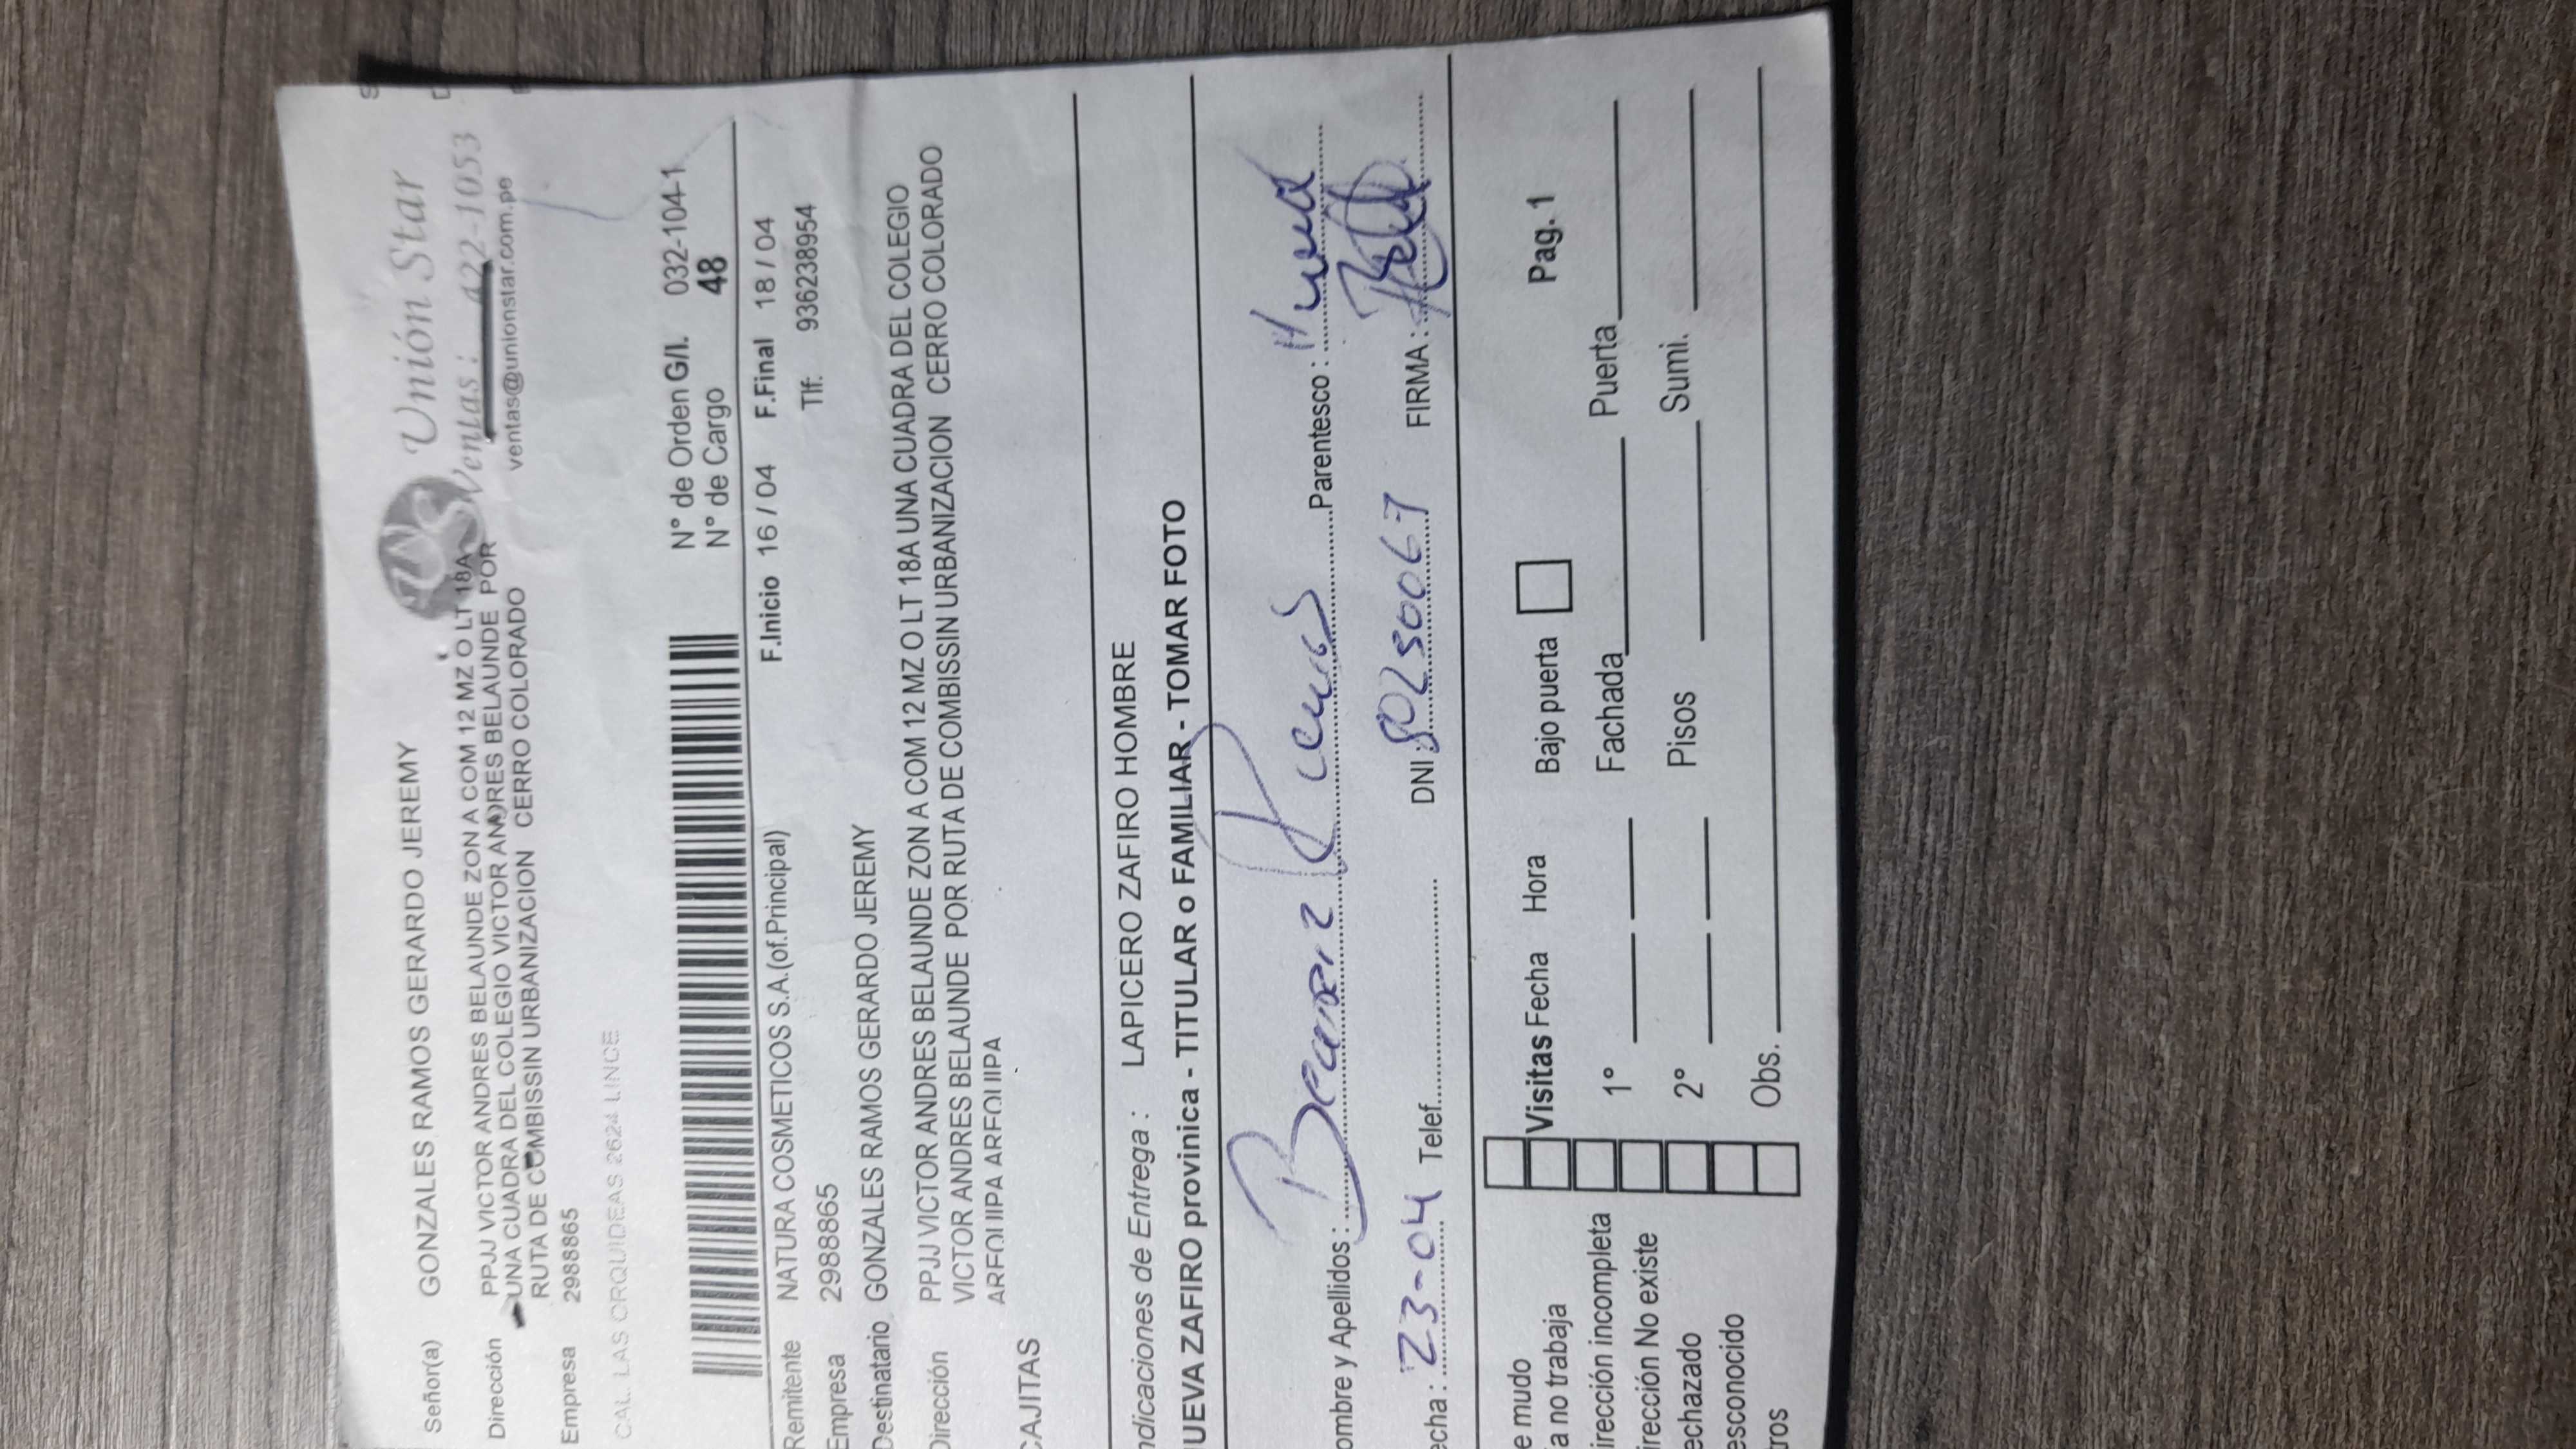 Unión Star
Ventas : 422-1053
ventas@unionstar.com.pe
Señor(a) GONZALES RAMOS GERARDO JEREMY
Dirección PPJJ VICTOR ANDRES BELAUNDE ZON A COM 12 MZ O LT 18A
UNA CUADRA DEL COLEGIO VICTOR ANDRES BELAUNDE POR
RUTA DE COMBISSIN URBANIZACION CERRO COLORADO
Empresa 2988865
CAL. LAS ORQUIDEAS 2624 LINCE
N° de Orden G/I. 032-104-1
N° de Cargo 48
F.Inicio 16 / 04 F.Final 18 / 04
Remitente NATURA COSMETICOS S.A.(of.Principal) Tlf: 936238954
Empresa 2988865
Destinatario GONZALES RAMOS GERARDO JEREMY
Dirección PPJJ VICTOR ANDRES BELAUNDE ZON A COM 12 MZ O LT 18A UNA CUADRA DEL COLEGIO
VICTOR ANDRES BELAUNDE POR RUTA DE COMBISSIN URBANIZACION CERRO COLORADO
CAJITAS
ndicaciones de Entrega : LAPICERO ZAFIRO HOMBRE
UEVA ZAFIRO provinica - TITULAR o FAMILIAR - TOMAR FOTO
ombre y Apellidos : Parentesco :
echa : 23-04 Telef. DNI : 80230067 FIRMA :
e mudo
a no trabaja
irección incompleta
irección No existe
echazado
esconocido
tros
Visitas Fecha Hora Bajo puerta Pag. 1
1° Fachada Puerta
2° Pisos Sumi.
Obs.